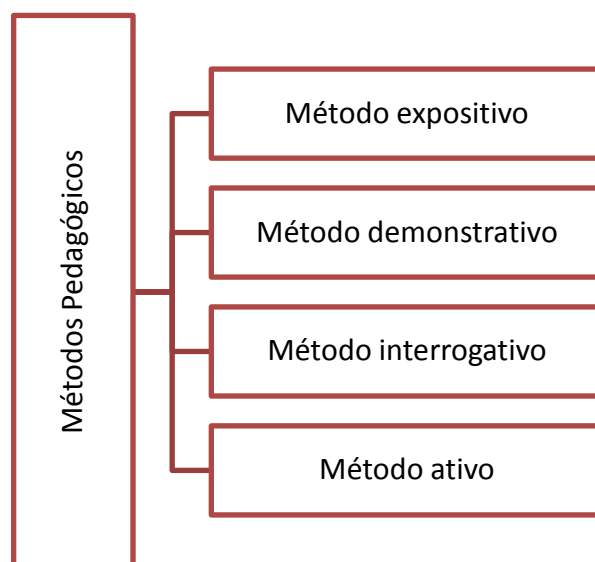 Métodos Pedagógicos
Método expositivo
Método demonstrativo
Método interrogativo
Método ativo